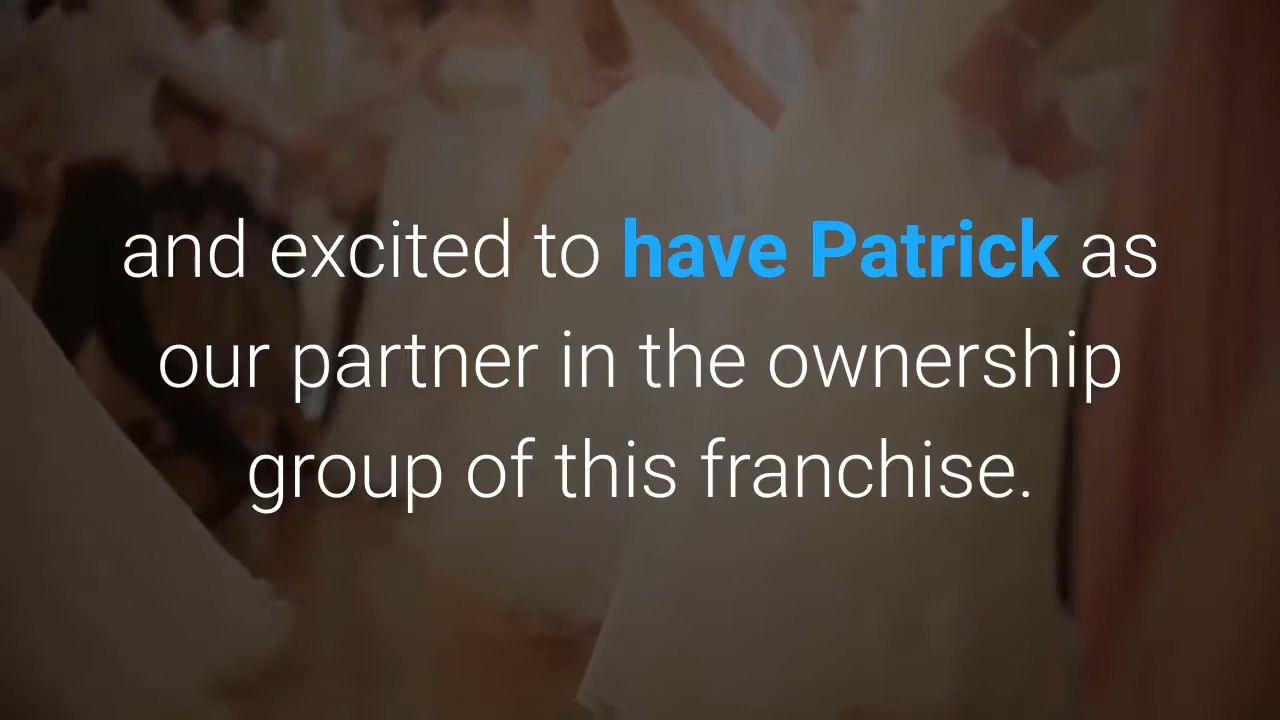 and excited to have Patrick as
our partner in the ownership
group of this franchise.